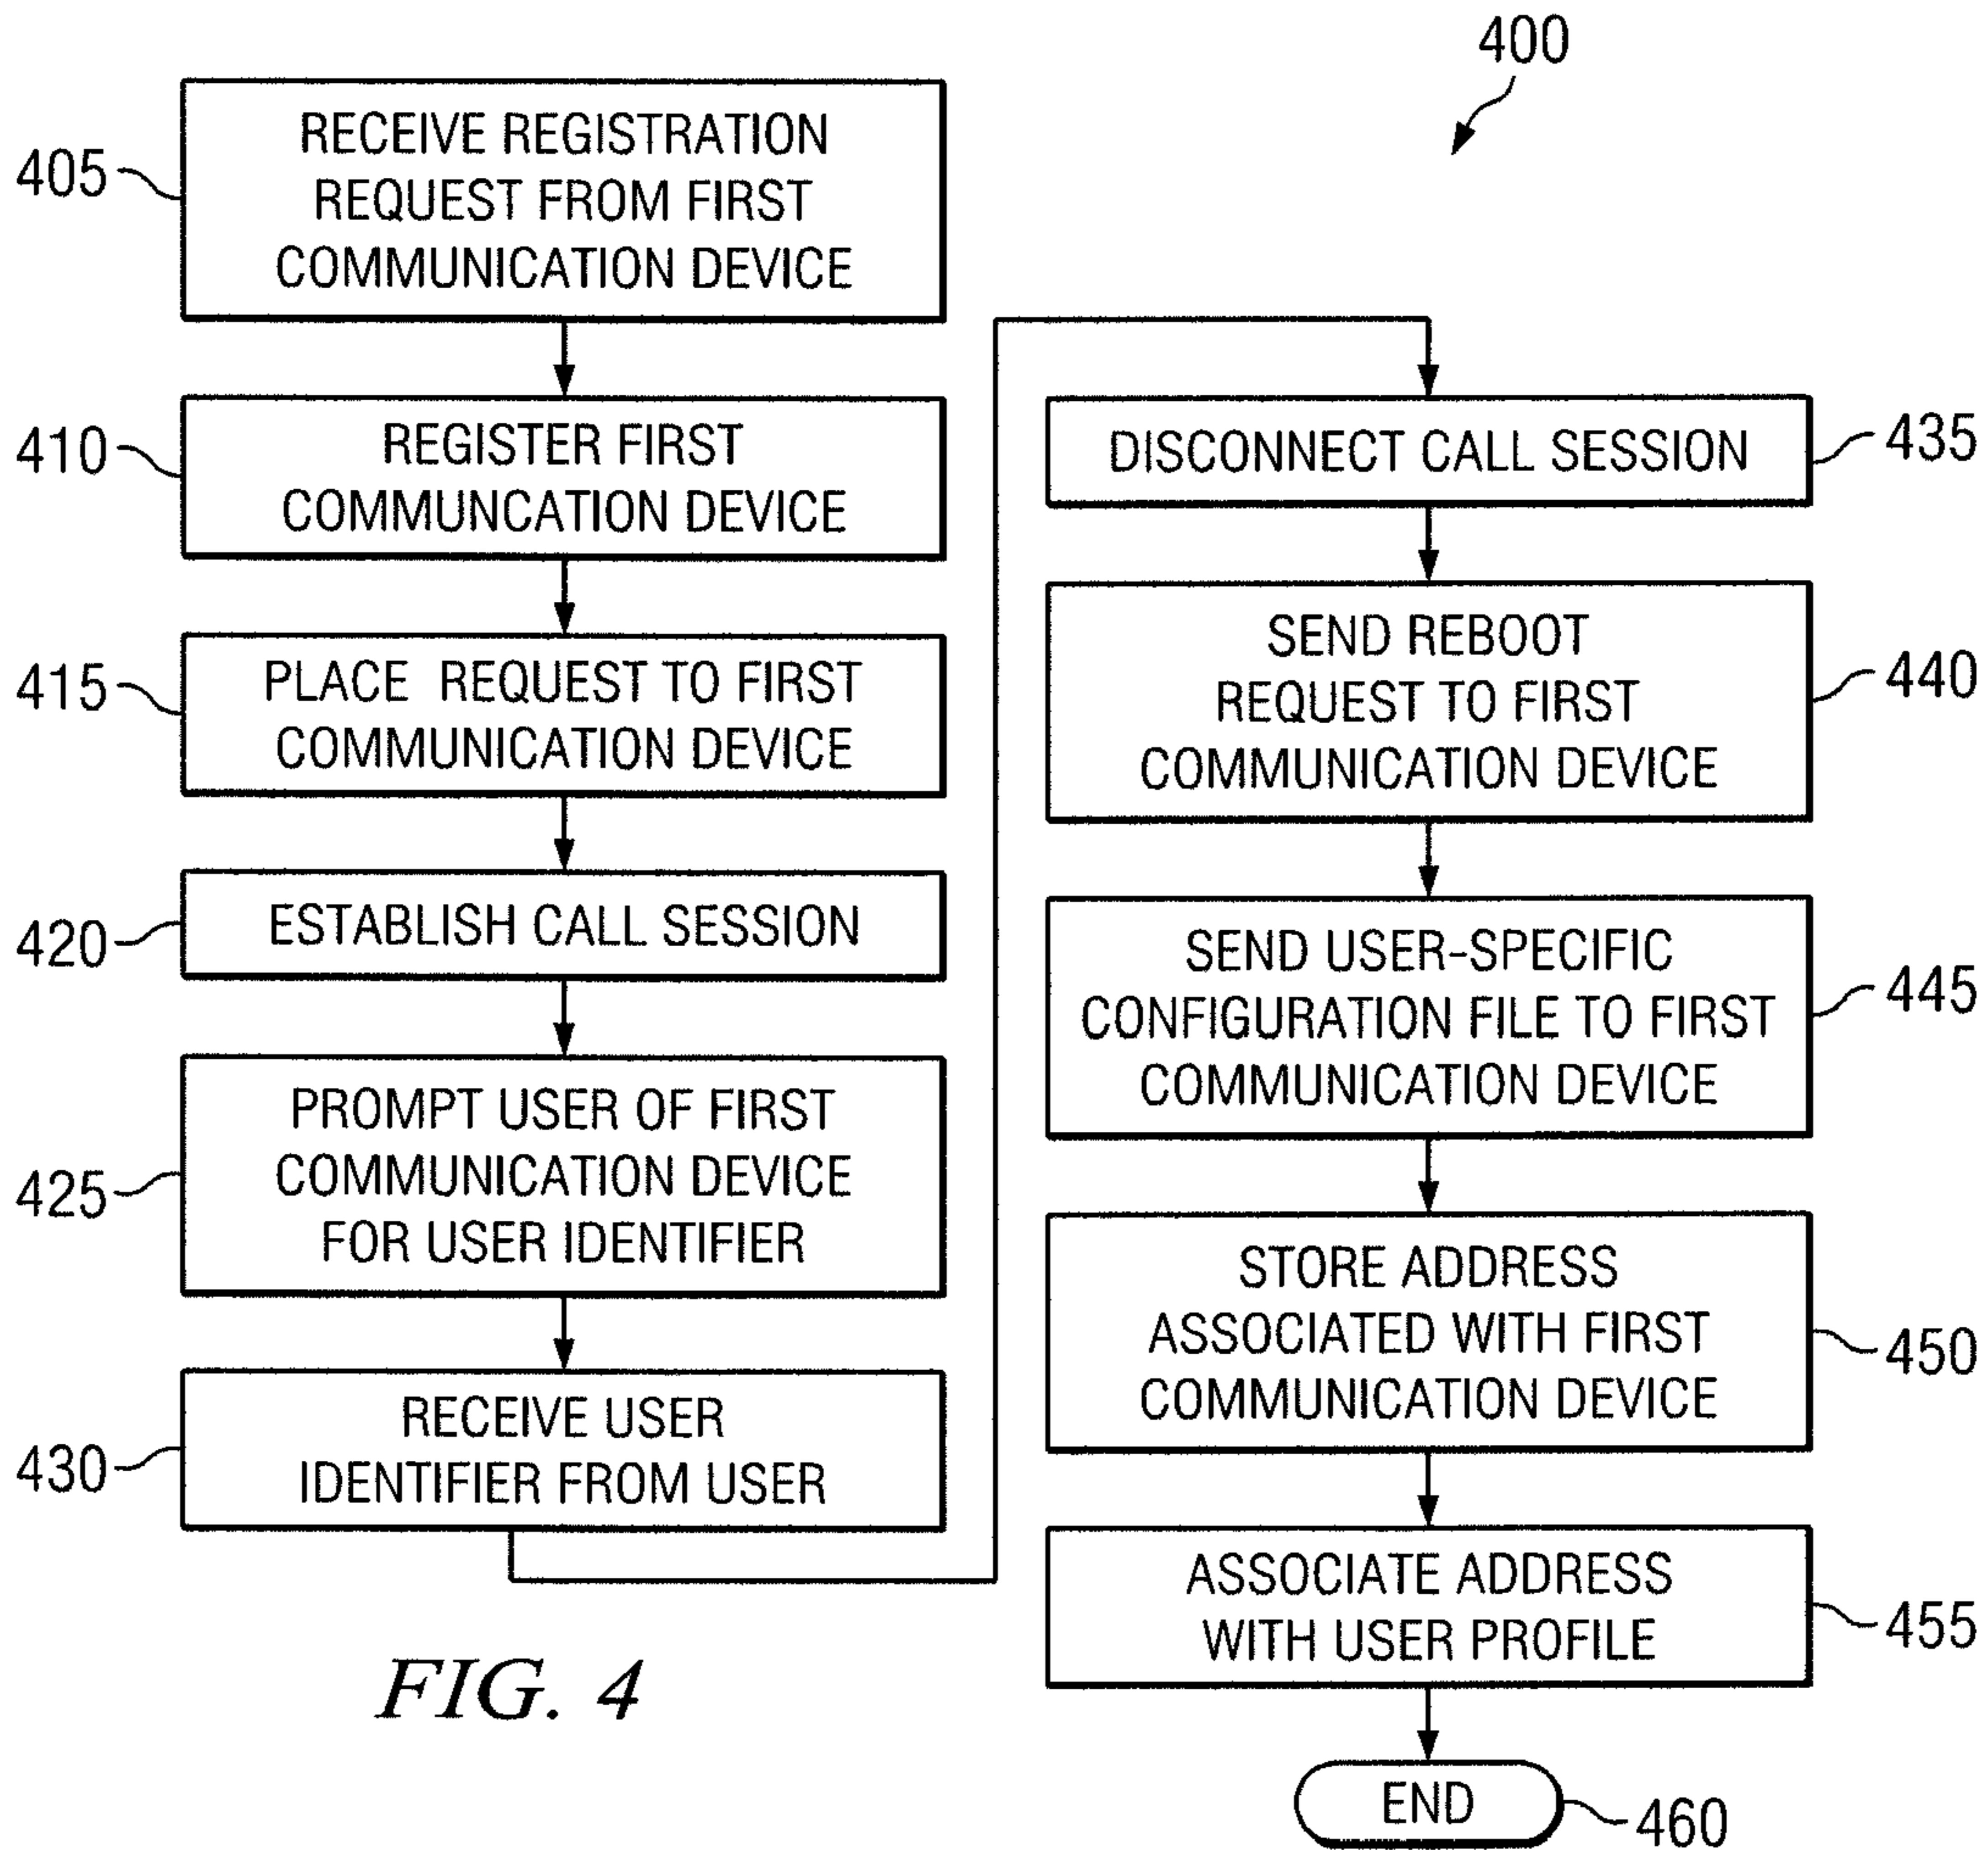 400
405
RECEIVE REGISTRATION
REQUEST FROM FIRST
COMMUNICATION DEVICE
410
REGISTER FIRST
COMMUNCATION DEVICE
415
PLACE REQUEST TO FIRST
COMMUNICATION DEVICE
420
ESTABLISH CALL SESSION
425
PROMPT USER OF FIRST
COMMUNICATION DEVICE
FOR USER IDENTIFIER
430
RECEIVE USER
IDENTIFIER FROM USER
DISCONNECT CALL SESSION
435
SEND REBOOT
REQUEST TO FIRST
COMMUNICATION DEVICE
440
SEND USER-SPECIFIC
CONFIGURATION FILE TO FIRST
COMMUNICATION DEVICE
445
STORE ADDRESS
ASSOCIATED WITH FIRST
COMMUNICATION DEVICE
450
ASSOCIATE ADDRESS
WITH USER PROFILE
455
END
460
FIG. 4